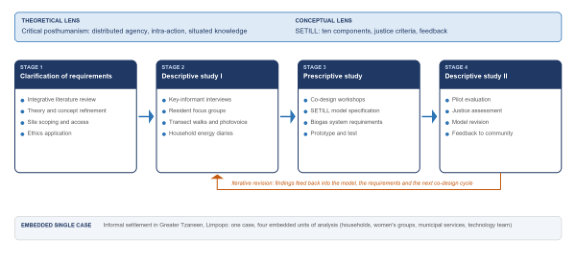 THEORETICAL LENS
Critical posthumanism: distributed agency, intra-action, situated knowledge
CONCEPTUAL LENS
SETILL: ten components, justice criteria, feedback
STAGE 1
Clarification of requirements
Integrative literature review
Theory and concept refinement
Site scoping and access
Ethics application
STAGE 2
Descriptive study I
Key-informant interviews
Resident focus groups
Transect walks and photovoice
Household energy diaries
STAGE 3
Prescriptive study
Co-design workshops
SETILL model specification
Biogas system requirements
Prototype and test
STAGE 4
Descriptive study II
Pilot evaluation
Justice assessment
Model revision
Feedback to community
Iterative revision: findings feed back into the model, the requirements and the next co-design cycle
EMBEDDED SINGLE CASE
Informal settlement in Greater Tzaneen, Limpopo: one case, four embedded units of analysis (households, women's groups, municipal services, technology team)